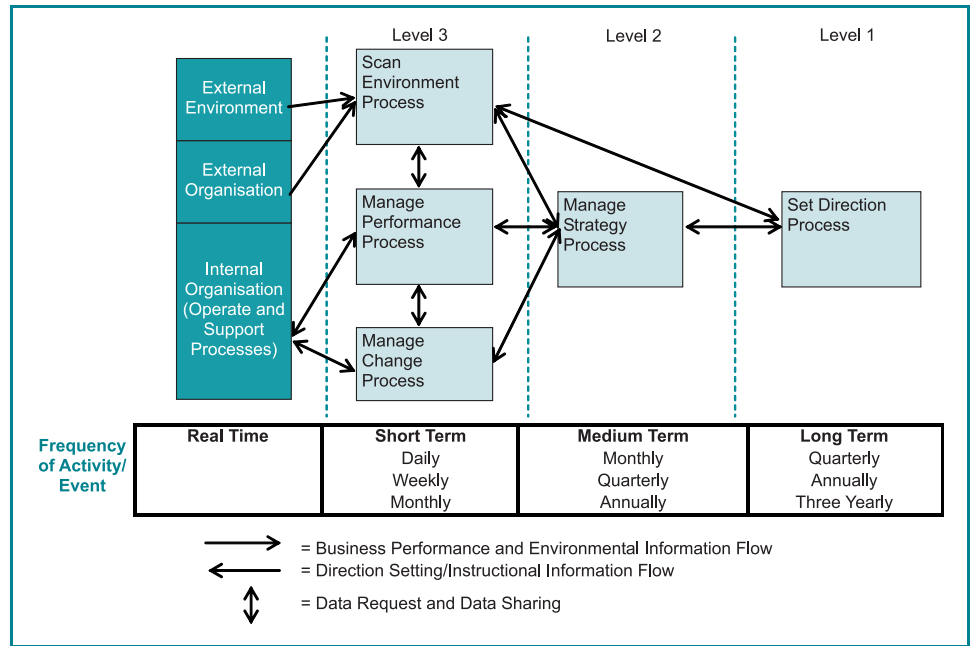 Level 3
Level 2
Level 1
External
Environment
External
Organisation
Internal
Organisation
(Operate and
Support
Processes)
Scan
Environment
Process
Manage
Performance
Process
Manage
Change
Process
Manage
Strategy
Process
Set Direction
Process
Frequency
of Activity/
Event
Real Time
Short Term
Daily
Weekly
Monthly
Medium Term
Monthly
Quarterly
Annually
Long Term
Quarterly
Annually
Three Yearly
= Business Performance and Environmental Information Flow
= Direction Setting/Instructional Information Flow
= Data Request and Data Sharing